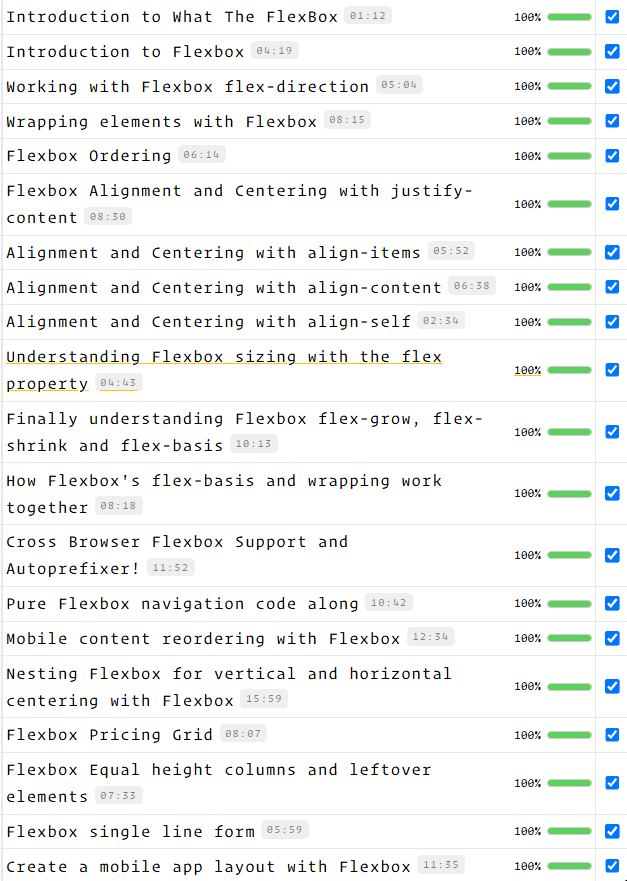 Introduction to What The FlexBox 01:12 100%
Introduction to Flexbox 04:19 100%
Working with Flexbox flex-direction 05:04 100%
Wrapping elements with Flexbox 08:15 100%
Flexbox Ordering 06:14 100%
Flexbox Alignment and Centering with justify-
content 08:30 100%
Alignment and Centering with align-items 05:52 100%
Alignment and Centering with align-content 06:38 100%
Alignment and Centering with align-self 02:34 100%
Understanding Flexbox sizing with the flex
property 04:43 100%
Finally understanding Flexbox flex-grow, flex-
shrink and flex-basis 10:13 100%
How Flexbox's flex-basis and wrapping work
together 08:18 100%
Cross Browser Flexbox Support and
Autoprefixer! 11:52 100%
Pure Flexbox navigation code along 10:42 100%
Mobile content reordering with Flexbox 12:34 100%
Nesting Flexbox for vertical and horizontal
centering with Flexbox 15:59 100%
Flexbox Pricing Grid 08:07 100%
Flexbox Equal height columns and leftover
elements 07:33 100%
Flexbox single line form 05:59 100%
Create a mobile app layout with Flexbox 11:35 100%